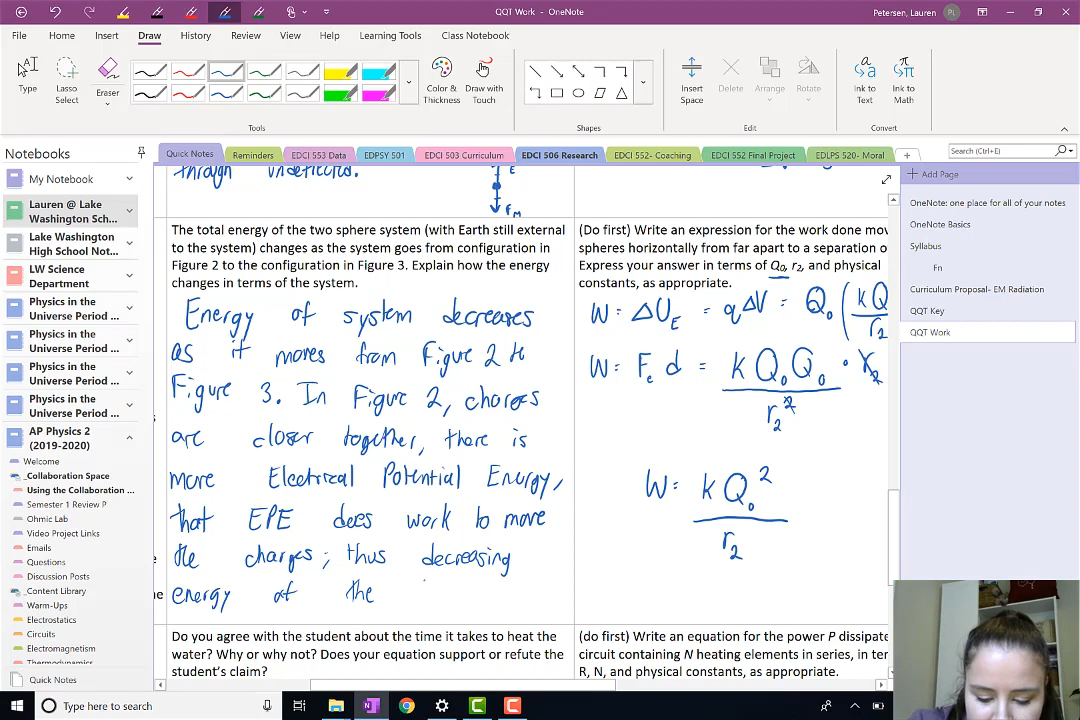 QQT Work - OneNote
Petersen, Lauren PL
File Home Insert Draw History Review View Help Learning Tools Class Notebook
Type
Lasso Select
Eraser
Color & Thickness
Draw with Touch
Insert Space
Delete
Arrange
Rotate
Ink to Text
Ink to Math
Tools
Shapes
Edit
Convert
Notebooks
Quick Notes Reminders EDCI 553 Data EDPSY 501 EDCI 503 Curriculum EDCI 506 Research EDCI 552- Coaching EDCI 552 Final Project EDLPS 520- Moral
Search (Ctrl+E)
My Notebook
Lauren @ Lake
Washington Sch...
Lake Washington
High School Not...
LW Science
Department
Physics in the
Universe Period ...
Physics in the
Universe Period ...
Physics in the
Universe Period ...
Physics in the
Universe Period ...
AP Physics 2
(2019-2020)
Welcome
_Collaboration Space
Using the Collaboration ...
Semester 1 Review P
Ohmic Lab
Video Project Links
Emails
Questions
Discussion Posts
_Content Library
Warm-Ups
Electrostatics
Circuits
Electromagnetism
Thermodynamics
Quick Notes
through undeflected.
E
FM
The total energy of the two sphere system (with Earth still external
to the system) changes as the system goes from configuration in
Figure 2 to the configuration in Figure 3. Explain how the energy
changes in terms of the system.
Energy of system decreases
as it moves from Figure 2 to
Figure 3. In Figure 2, charges
are closer together, there is
more Electrical Potential Energy,
that EPE does work to move
the charges; thus decreasing
energy of the
(Do first) Write an expression for the work done mov
spheres horizontally from far apart to a separation o
Express your answer in terms of Q₀, r₂, and physical
constants, as appropriate.
W = ΔU_E = qΔV = Q₀ (kQ
r₂
W = Fₑ d = k Q₀ Q₀ · r₂
r₂²
W = k Q₀²
r₂
Do you agree with the student about the time it takes to heat the
water? Why or why not? Does your equation support or refute the
student's claim?
(do first) Write an equation for the power P dissipate
circuit containing N heating elements in series, in ter
R, N, and physical constants, as appropriate.
Add Page
OneNote: one place for all of your notes
OneNote Basics
Syllabus
Fn
Curriculum Proposal- EM Radiation
QQT Key
QQT Work
Type here to search